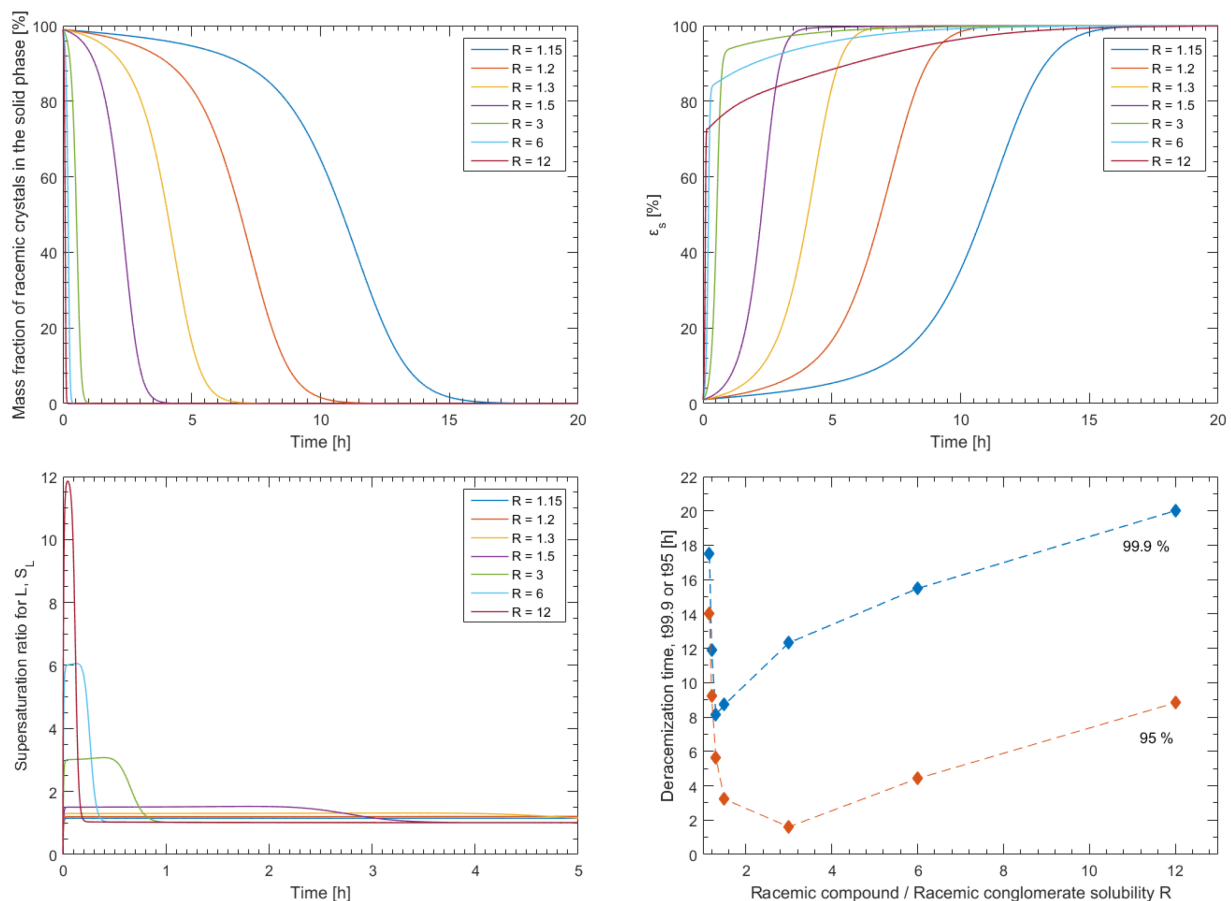 Mass fraction of racemic crystals in the solid phase [%]
100
80
60
40
20
0
0
5
10
15
20
Time [h]
R = 1.15
R = 1.2
R = 1.3
R = 1.5
R = 3
R = 6
R = 12
ε_s [%]
100
80
60
40
20
0
0
5
10
15
20
Time [h]
R = 1.15
R = 1.2
R = 1.3
R = 1.5
R = 3
R = 6
R = 12
Supersaturation ratio for L, S_L
12
10
8
6
4
2
0
0
1
2
3
4
5
Time [h]
R = 1.15
R = 1.2
R = 1.3
R = 1.5
R = 3
R = 6
R = 12
Deracemization time, t99.9 or t95 [h]
22
20
18
16
14
12
10
8
6
4
2
0
99.9 %
95 %
2
4
6
8
10
12
Racemic compound / Racemic conglomerate solubility R